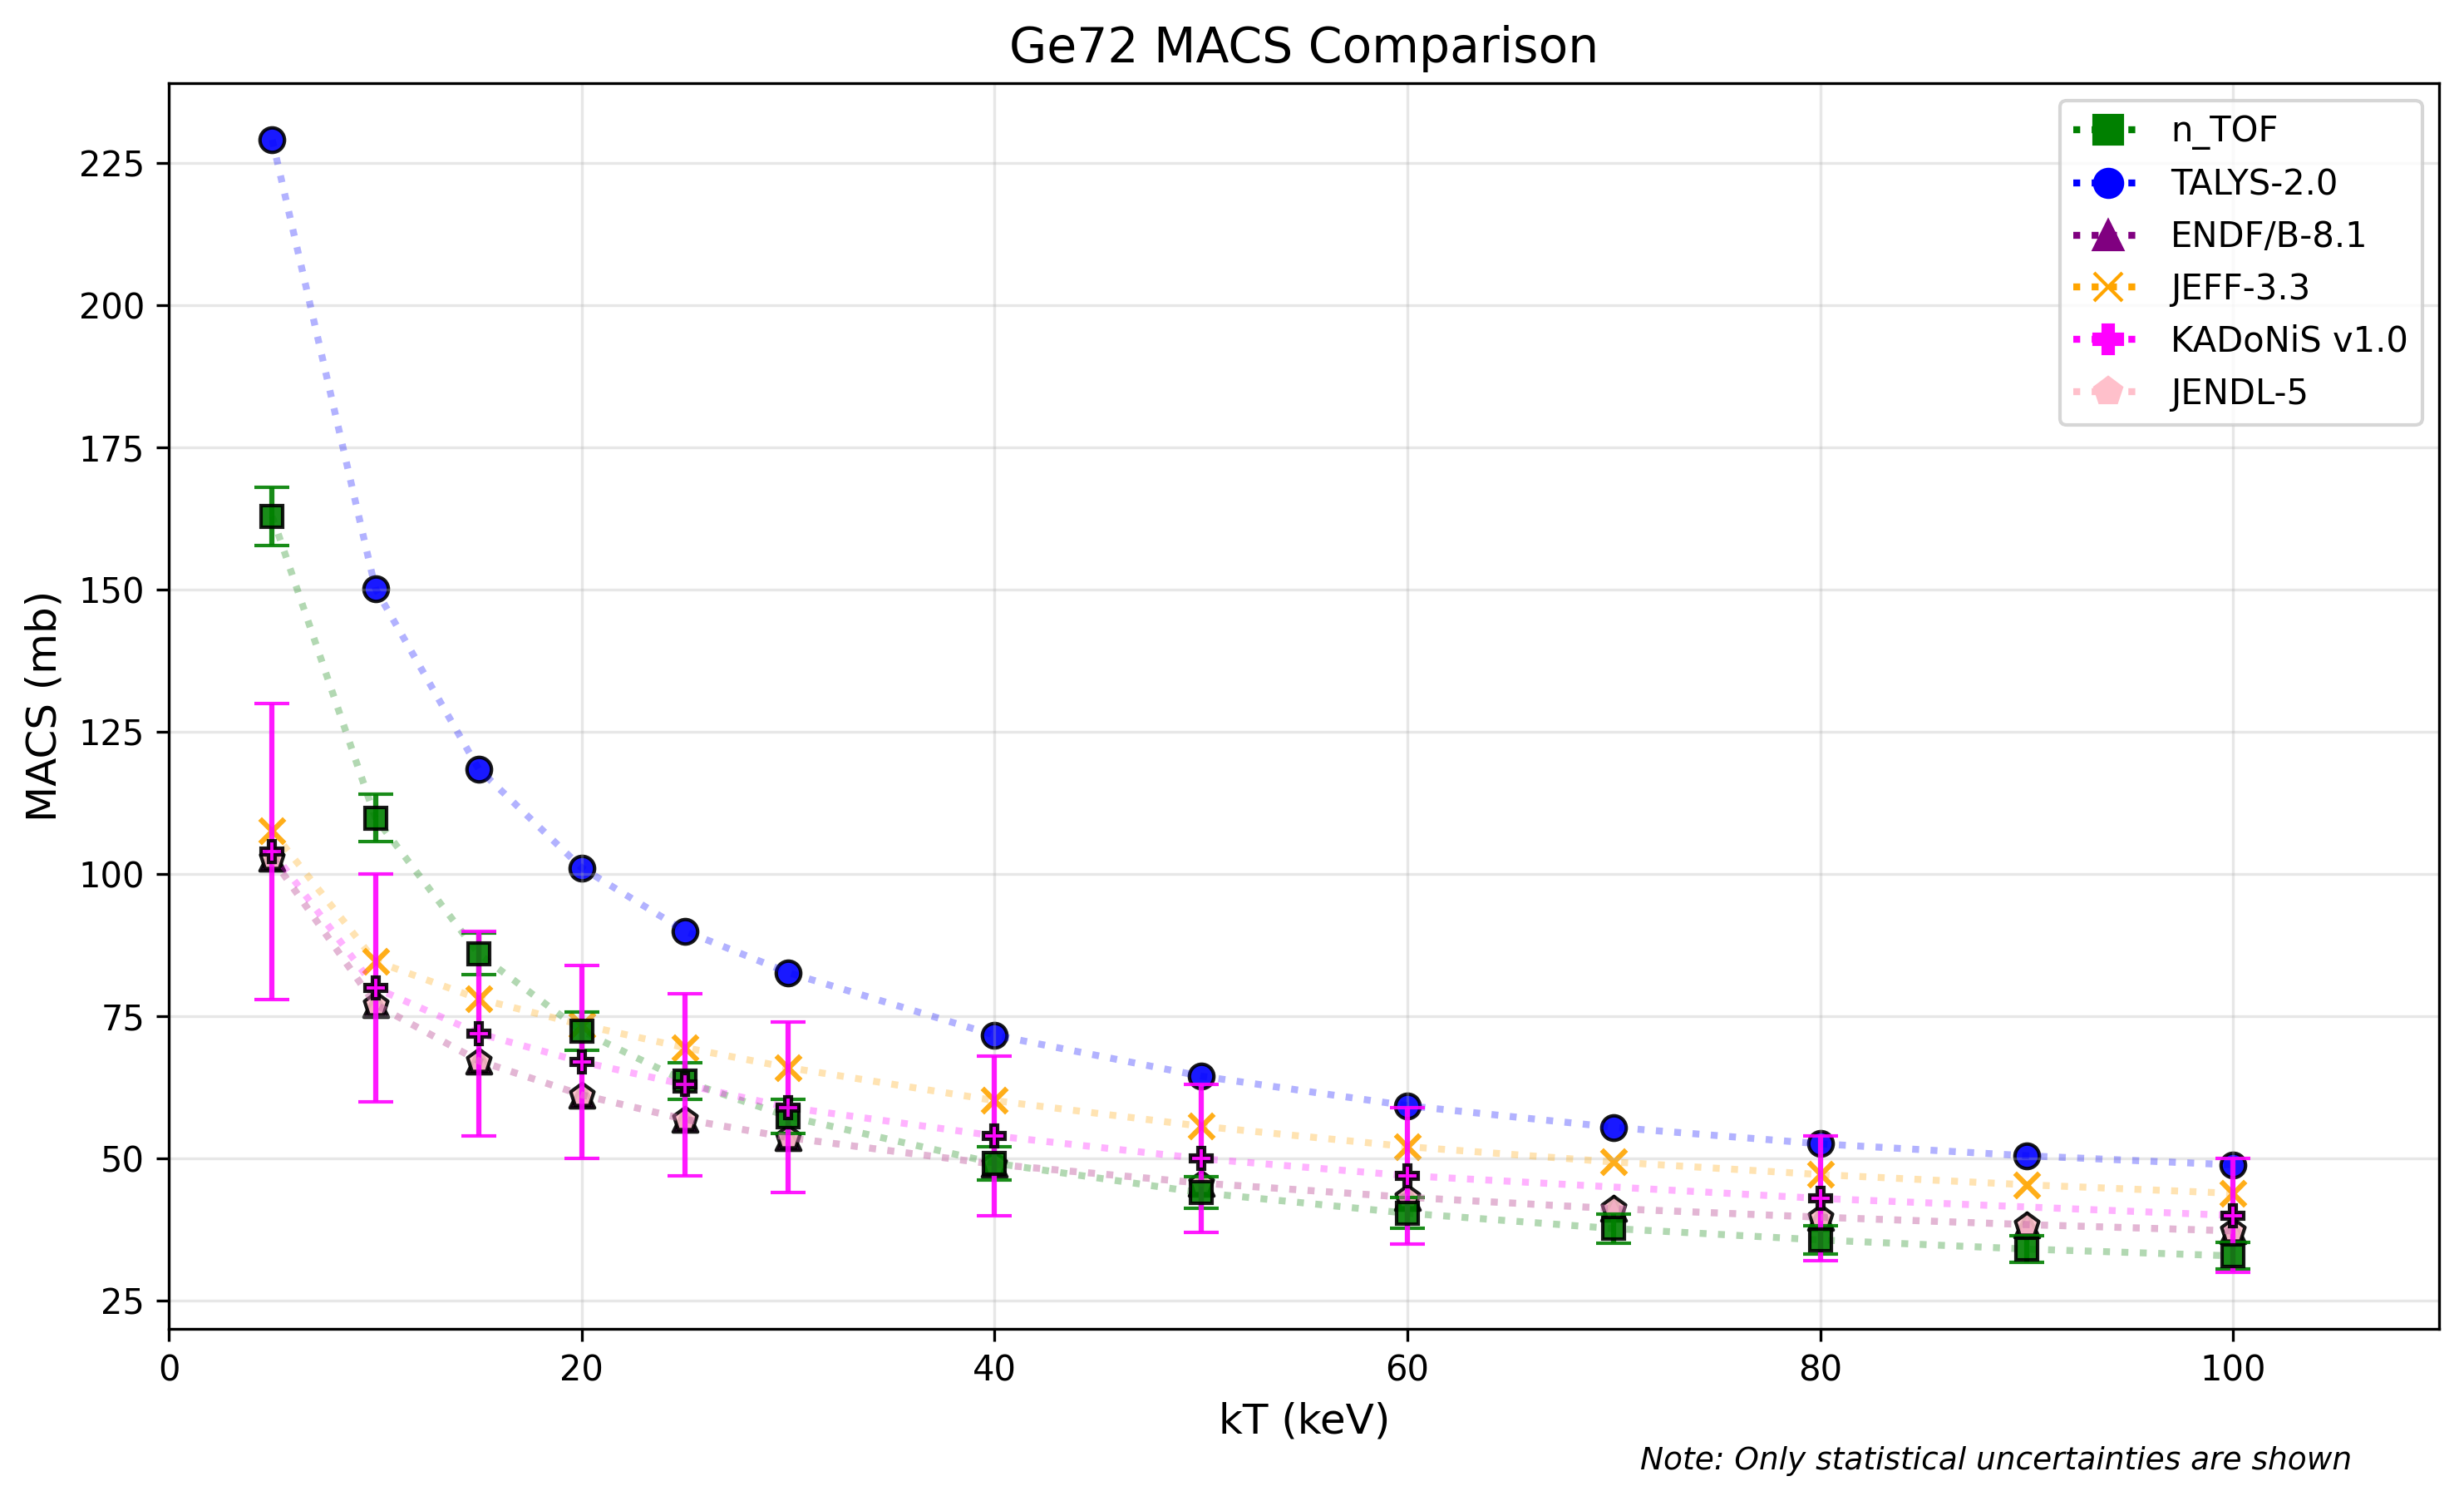 Ge72 MACS Comparison
MACS (mb)
225
200
175
150
125
100
75
50
25
n_TOF
TALYS-2.0
ENDF/B-8.1
JEFF-3.3
KADoNiS v1.0
JENDL-5
0 20 40 60 80 100
kT (keV)
Note: Only statistical uncertainties are shown